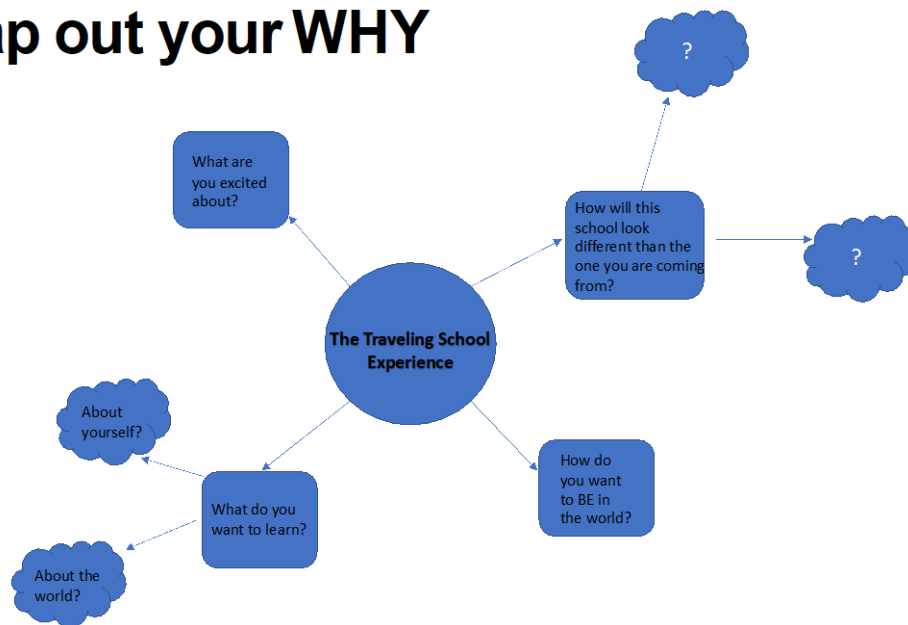 ap out your WHY
?
What are
you excited
about?
How will this
school look
different than the
one you are coming
from?
?
The Traveling School
Experience
About
yourself?
How do
you want
to BE in
the world?
What do you
want to learn?
About the
world?